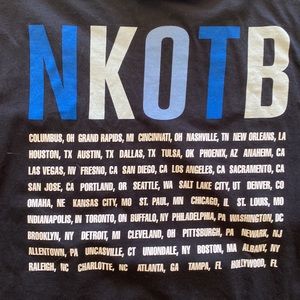 NKOTB
COLUMBUS, OH GRAND RAPIDS, MI CINCINNATI, OH NASHVILLE, TN NEW ORLEANS, LA
HOUSTON, TX AUSTIN, TX DALLAS, TX TULSA, OK PHOENIX, AZ ANAHEIM, CA
LAS VEGAS, NV FRESNO, CA SAN DIEGO, CA LOS ANGELES, CA SACRAMENTO, CA
SAN JOSE, CA PORTLAND, OR SEATTLE, WA SALT LAKE CITY, UT DENVER, CO
OMAHA, NE KANSAS CITY, MO ST. PAUL, MN CHICAGO, IL ST. LOUIS, MO
INDIANAPOLIS, IN TORONTO, ON BUFFALO, NY PHILADELPHIA, PA WASHINGTON, DC
BROOKLYN, NY DETROIT, MI CLEVELAND, OH PITTSBURGH, PA NEWARK, NJ
ALLENTOWN, PA UNCASVILLE, CT UNIONDALE, NY BOSTON, MA ALBANY, NY
RALEIGH, NC CHARLOTTE, NC ATLANTA, GA TAMPA, FL HOLLYWOOD, FL